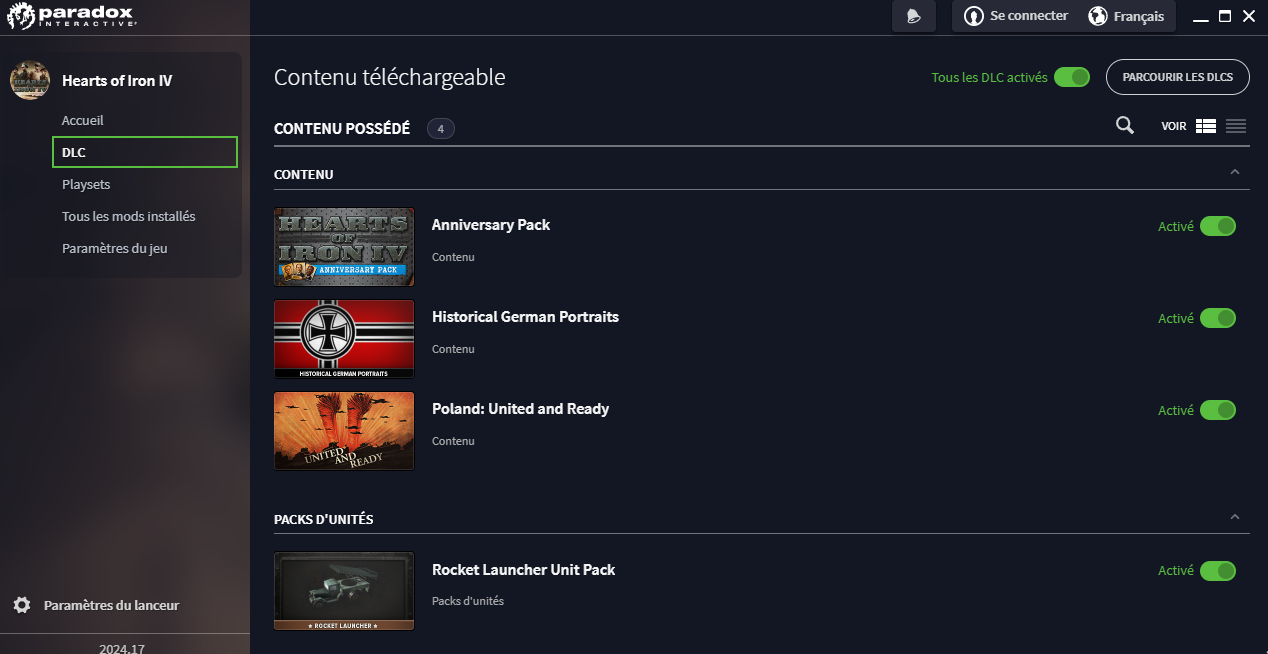 paradox
INTERACTIVE
Se connecter
Français
Hearts of Iron IV
Accueil
DLC
Playsets
Tous les mods installés
Paramètres du jeu
Paramètres du lanceur
2024.17
Contenu téléchargeable
Tous les DLC activés
PARCOURIR LES DLCS
CONTENU POSSÉDÉ
4
VOIR
CONTENU
HEARTS
OF
IRON IV
ANNIVERSARY PACK
Anniversary Pack
Contenu
Activé
HISTORICAL GERMAN PORTRAITS
Historical German Portraits
Contenu
Activé
UNITED
AND
READY
Poland: United and Ready
Contenu
Activé
PACKS D'UNITÉS
★ ROCKET LAUNCHER ★
Rocket Launcher Unit Pack
Packs d'unités
Activé